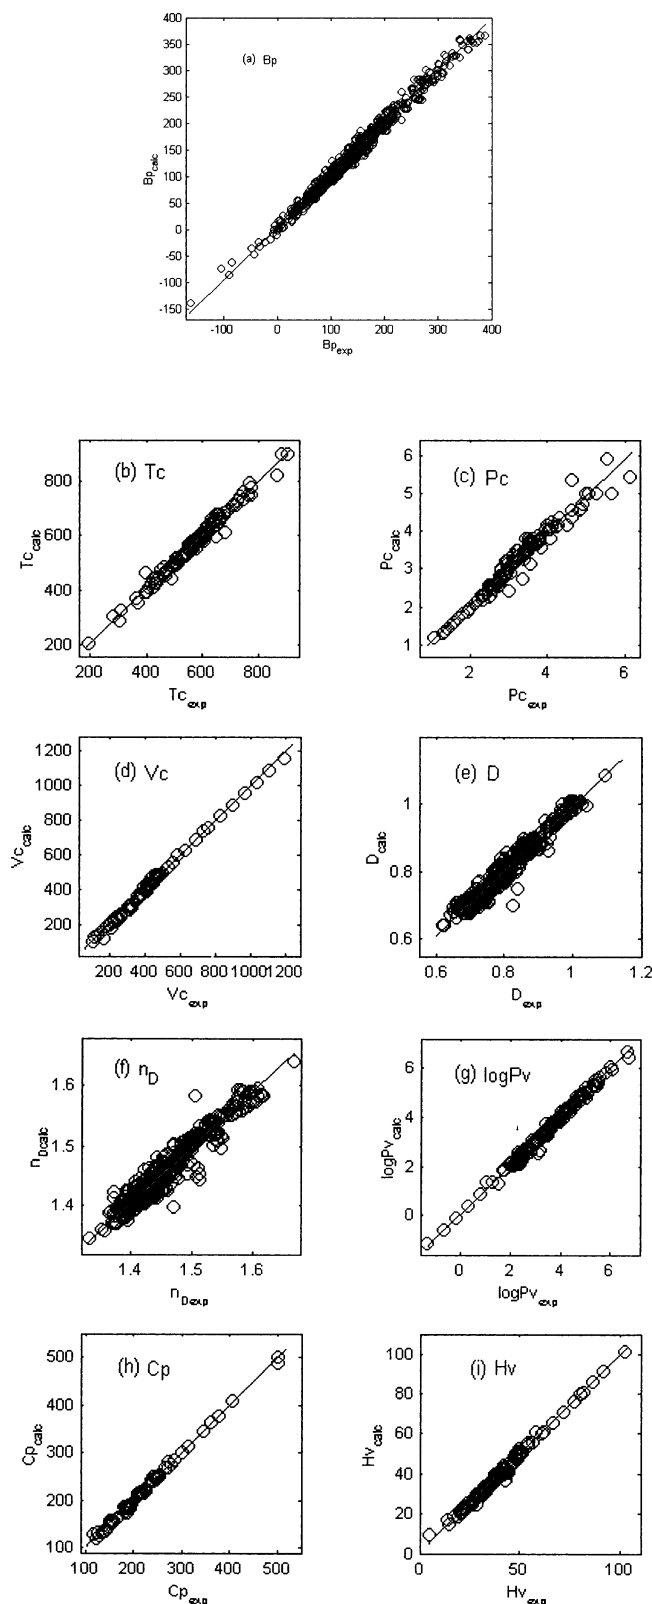 400
350
300
250
200
150
100
50
0
-50
-100
-150
(a) Bp
Bpcalc
-100 0 100 200 300 400
Bpexp
(b) Tc
800
600
400
200
Tccalc
200 400 600 800
Tcexp
(c) Pc
6
5
4
3
2
1
Pccalc
2 4 6
Pcexp
(d) Vc
1200
1000
800
600
400
200
Vccalc
200 400 600 800 1000 1200
Vcexp
(e) D
1
0.8
0.6
Dcalc
0.6 0.8 1 1.2
Dexp
(f) nD
1.6
1.5
1.4
nDcalc
1.4 1.5 1.6
nDexp
(g) logPv
6
4
2
0
logPvcalc
0 2 4 6
logPvexp
(h) Cp
500
400
300
200
100
Cpcalc
100 200 300 400 500
Cpexp
(i) Hv
100
80
60
40
20
0
Hvcalc
0 50 100
Hvexp